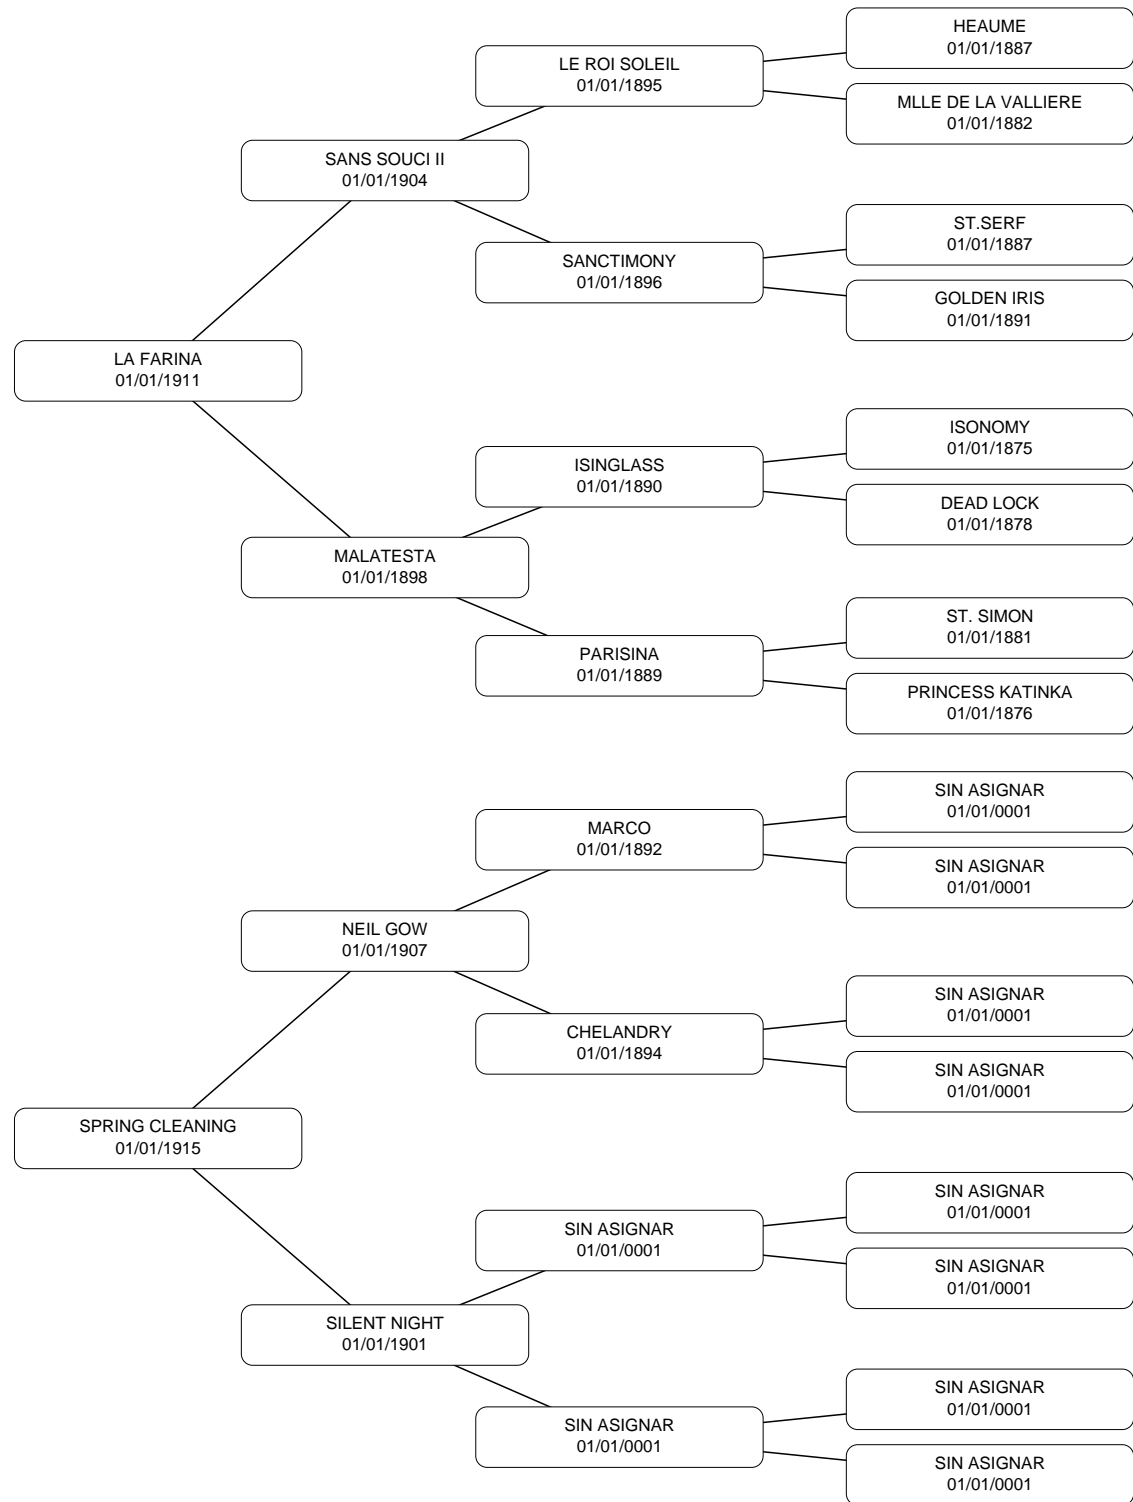 HEAUME
01/01/1887
LE ROI SOLEIL
01/01/1895
MLLE DE LA VALLIERE
01/01/1882
SANS SOUCI II
01/01/1904
ST.SERF
01/01/1887
SANCTIMONY
01/01/1896
GOLDEN IRIS
01/01/1891
LA FARINA
01/01/1911
ISONOMY
01/01/1875
ISINGLASS
01/01/1890
DEAD LOCK
01/01/1878
MALATESTA
01/01/1898
ST. SIMON
01/01/1881
PARISINA
01/01/1889
PRINCESS KATINKA
01/01/1876
SIN ASIGNAR
01/01/0001
MARCO
01/01/1892
SIN ASIGNAR
01/01/0001
NEIL GOW
01/01/1907
SIN ASIGNAR
01/01/0001
CHELANDRY
01/01/1894
SIN ASIGNAR
01/01/0001
SPRING CLEANING
01/01/1915
SIN ASIGNAR
01/01/0001
SIN ASIGNAR
01/01/0001
SIN ASIGNAR
01/01/0001
SILENT NIGHT
01/01/1901
SIN ASIGNAR
01/01/0001
SIN ASIGNAR
01/01/0001
SIN ASIGNAR
01/01/0001